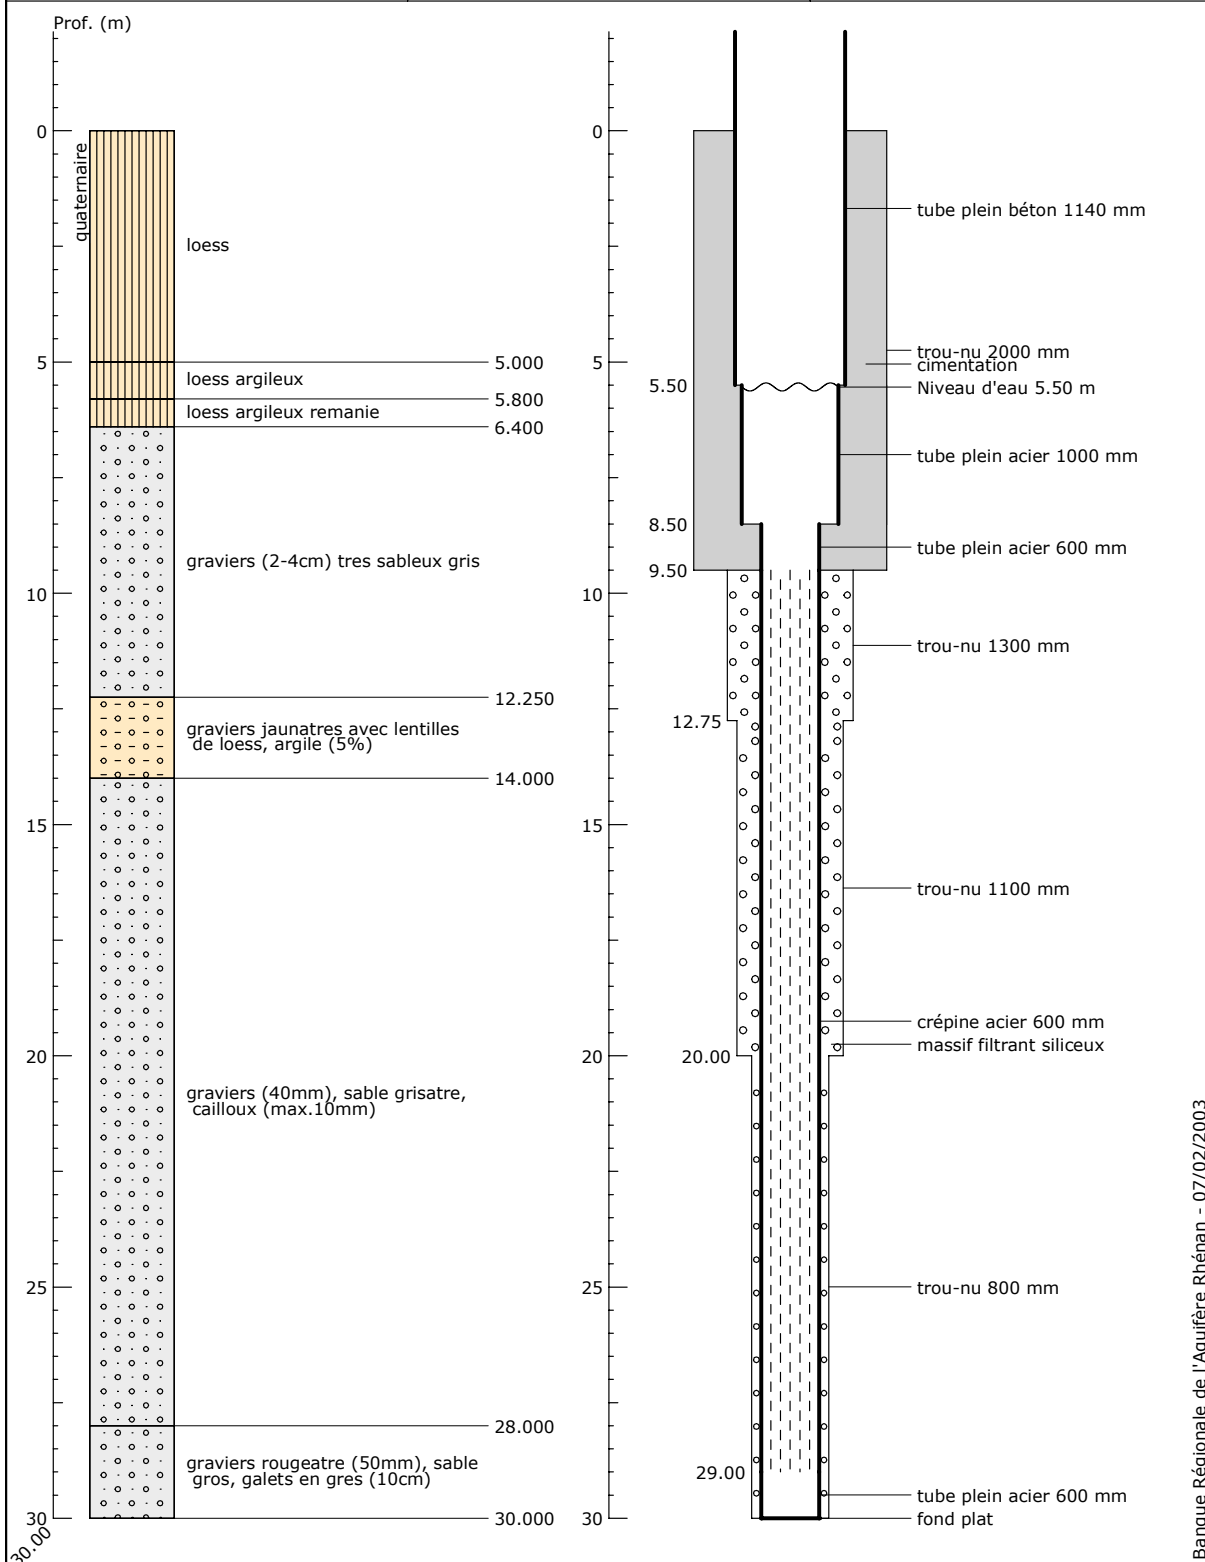 Prof. (m)
0
5
10
15
20
25
30
30.00
quaternaire
loess
5.000
loess argileux
5.800
loess argileux remanie
6.400
graviers (2-4cm) tres sableux gris
12.250
graviers jaunatres avec lentilles
de loess, argile (5%)
14.000
graviers (40mm), sable grisatre,
cailloux (max.10mm)
28.000
graviers rougeatre (50mm), sable
gros, galets en gres (10cm)
30.000
0
5
10
15
20
25
30
5.50
8.50
9.50
12.75
20.00
29.00
tube plein béton 1140 mm
trou-nu 2000 mm
cimentation
Niveau d'eau 5.50 m
tube plein acier 1000 mm
tube plein acier 600 mm
trou-nu 1300 mm
trou-nu 1100 mm
crépine acier 600 mm
massif filtrant siliceux
trou-nu 800 mm
tube plein acier 600 mm
fond plat
Banque Régionale de l'Aquifère Rhénan - 07/02/2003